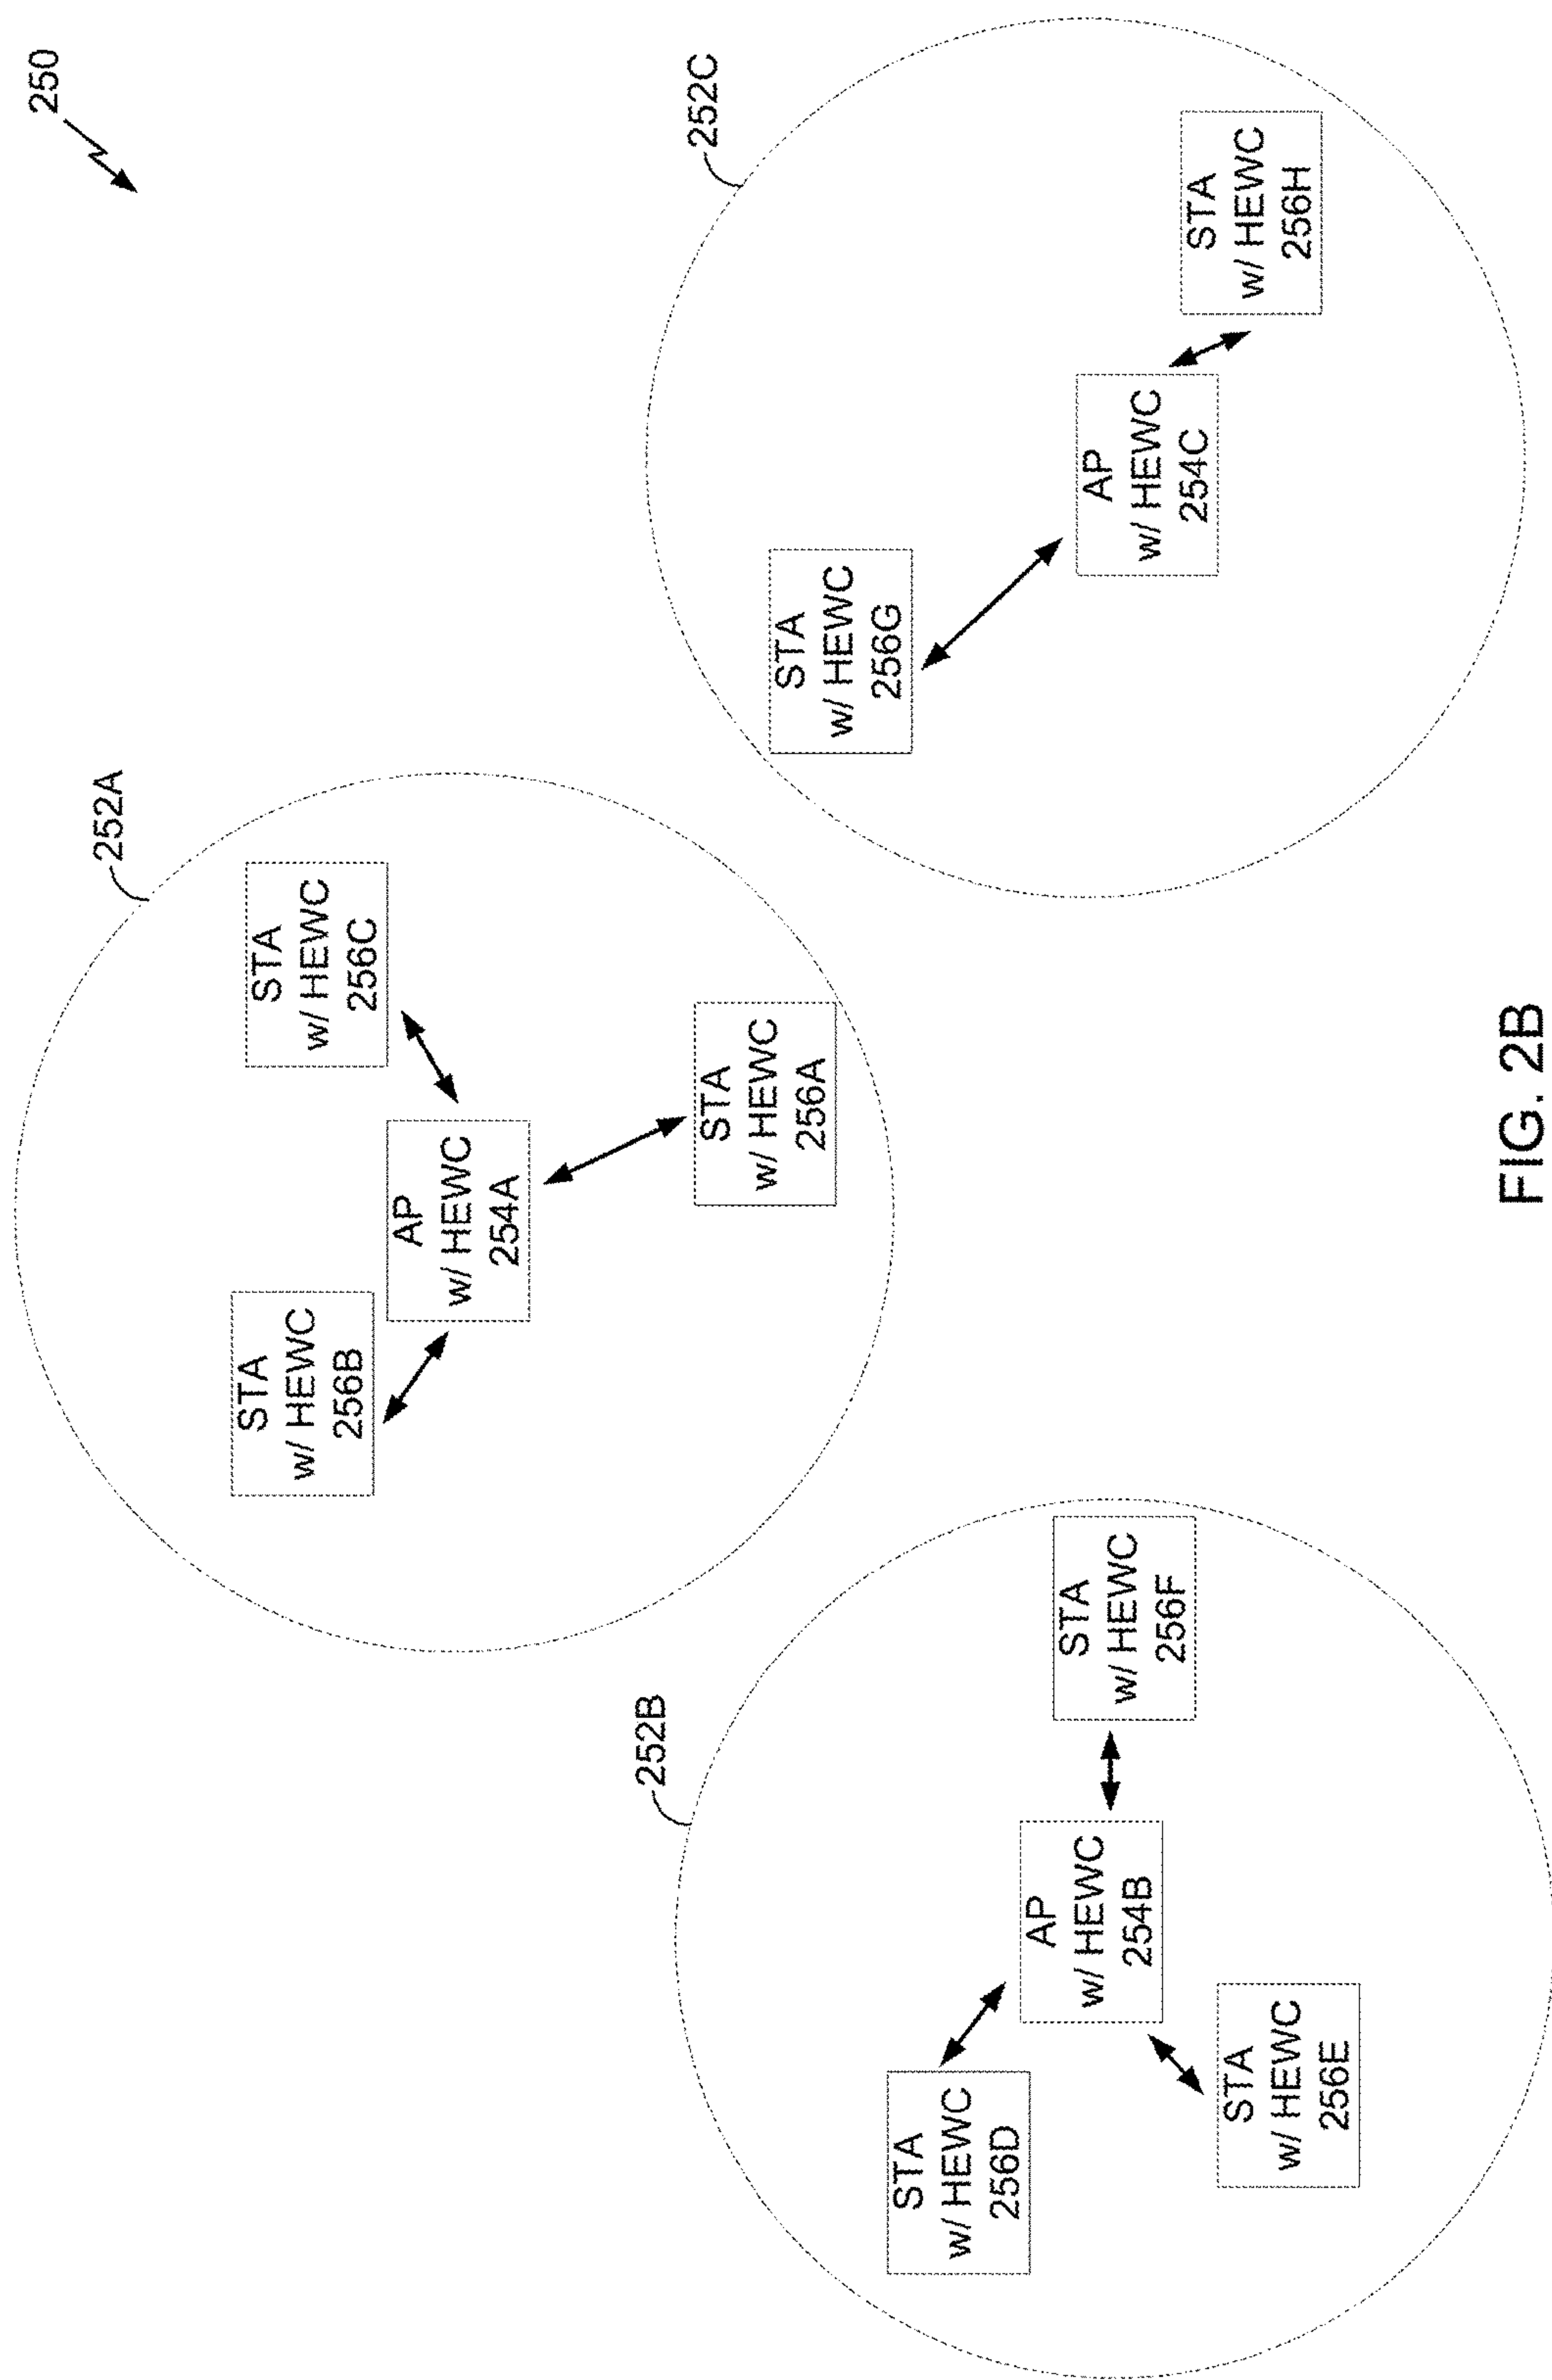 250
252A
STA
w/ HEWC
256B
STA
w/ HEWC
256C
AP
w/ HEWC
254A
STA
w/ HEWC
256A
252B
STA
w/ HEWC
256D
AP
w/ HEWC
254B
STA
w/ HEWC
256F
STA
w/ HEWC
256E
252C
STA
w/ HEWC
256G
AP
w/ HEWC
254C
STA
w/ HEWC
256H
FIG. 2B